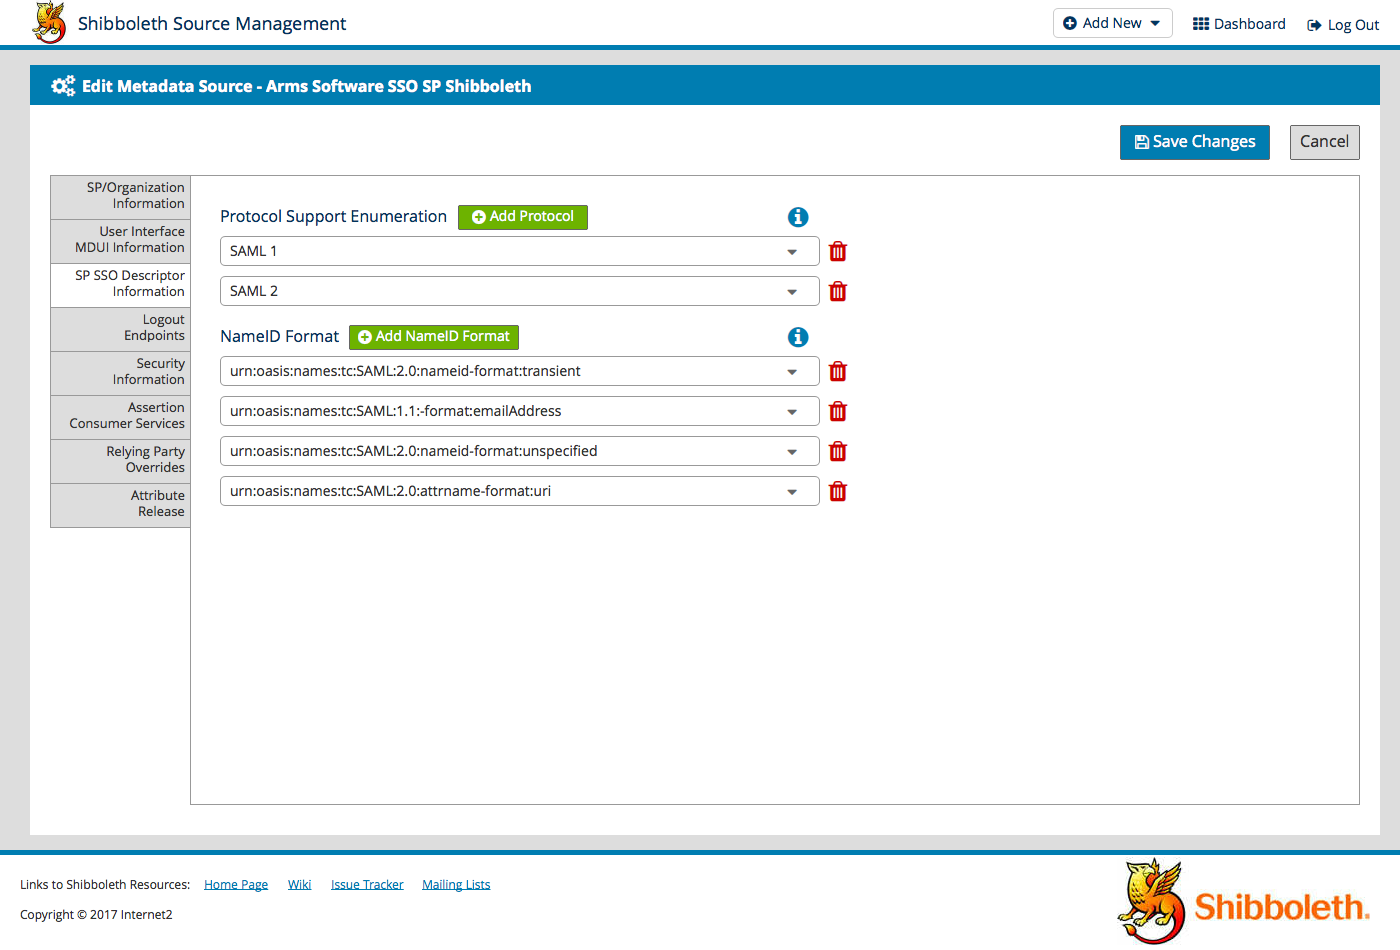 Shibboleth Source Management
Add New
Dashboard
Log Out
Edit Metadata Source - Arms Software SSO SP Shibboleth
Save Changes
Cancel
SP/Organization
Information
User Interface
MDUI Information
SP SSO Descriptor
Information
Logout
Endpoints
Security
Information
Assertion
Consumer Services
Relying Party
Overrides
Attribute
Release
Protocol Support Enumeration
Add Protocol
SAML 1
SAML 2
NameID Format
Add NameID Format
urn:oasis:names:tc:SAML:2.0:nameid-format:transient
urn:oasis:names:tc:SAML:1.1:-format:emailAddress
urn:oasis:names:tc:SAML:2.0:nameid-format:unspecified
urn:oasis:names:tc:SAML:2.0:attrname-format:uri
Links to Shibboleth Resources: Home Page Wiki Issue Tracker Mailing Lists
Copyright © 2017 Internet2
Shibboleth.